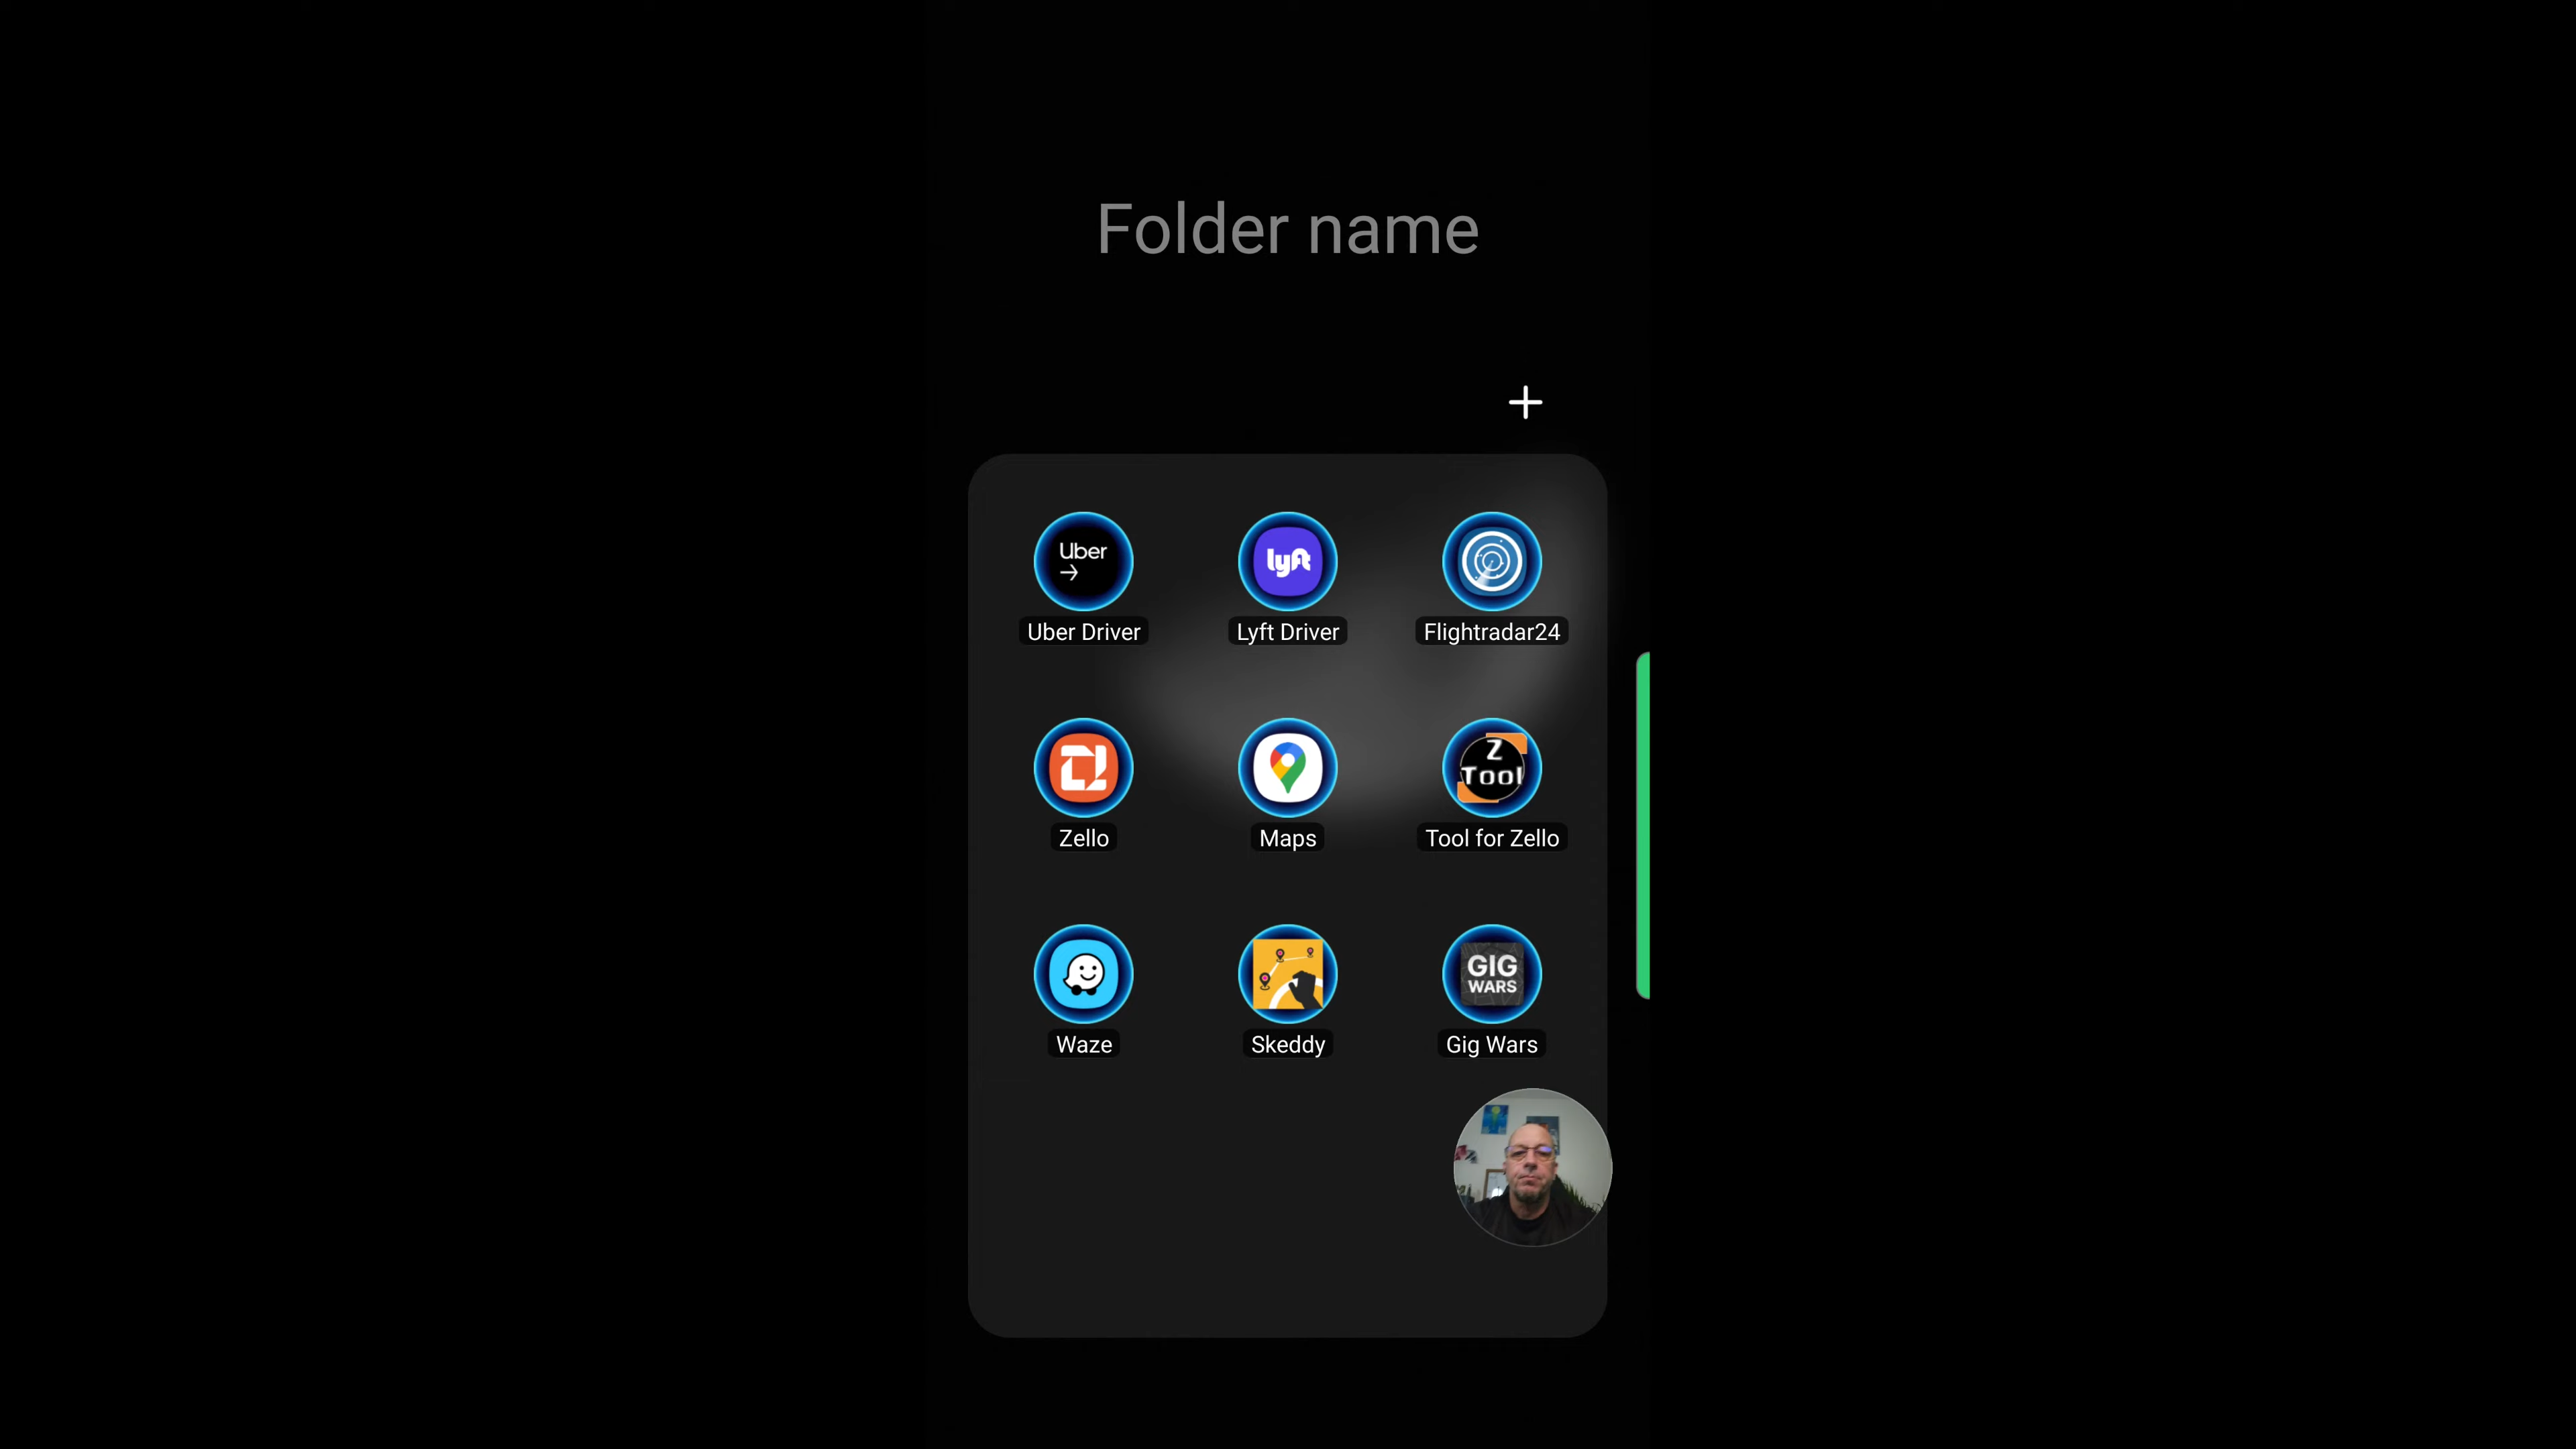 Folder name
Uber
Uber Driver
lyft
Lyft Driver
Flightradar24
Zello
Maps
Z
Tool
Tool for Zello
Waze
Skeddy
GIG
WARS
Gig Wars